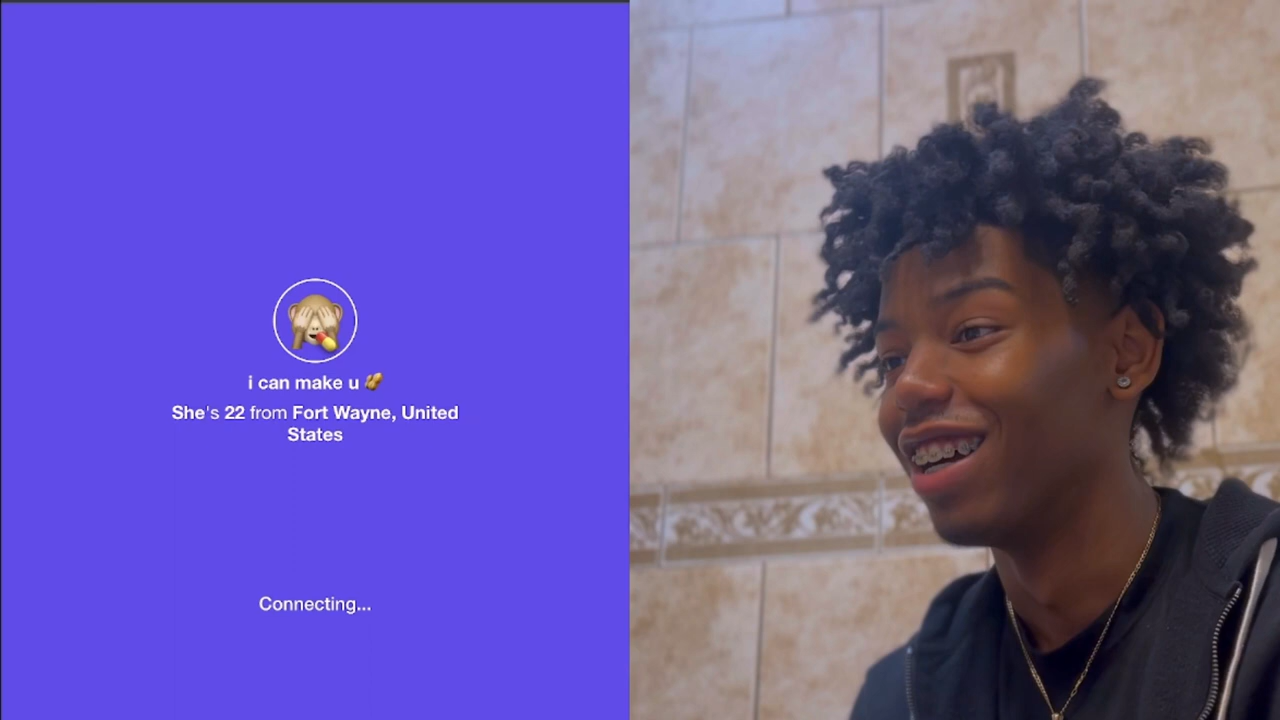 i can make u 🥜
She's 22 from Fort Wayne, United
States
Connecting...